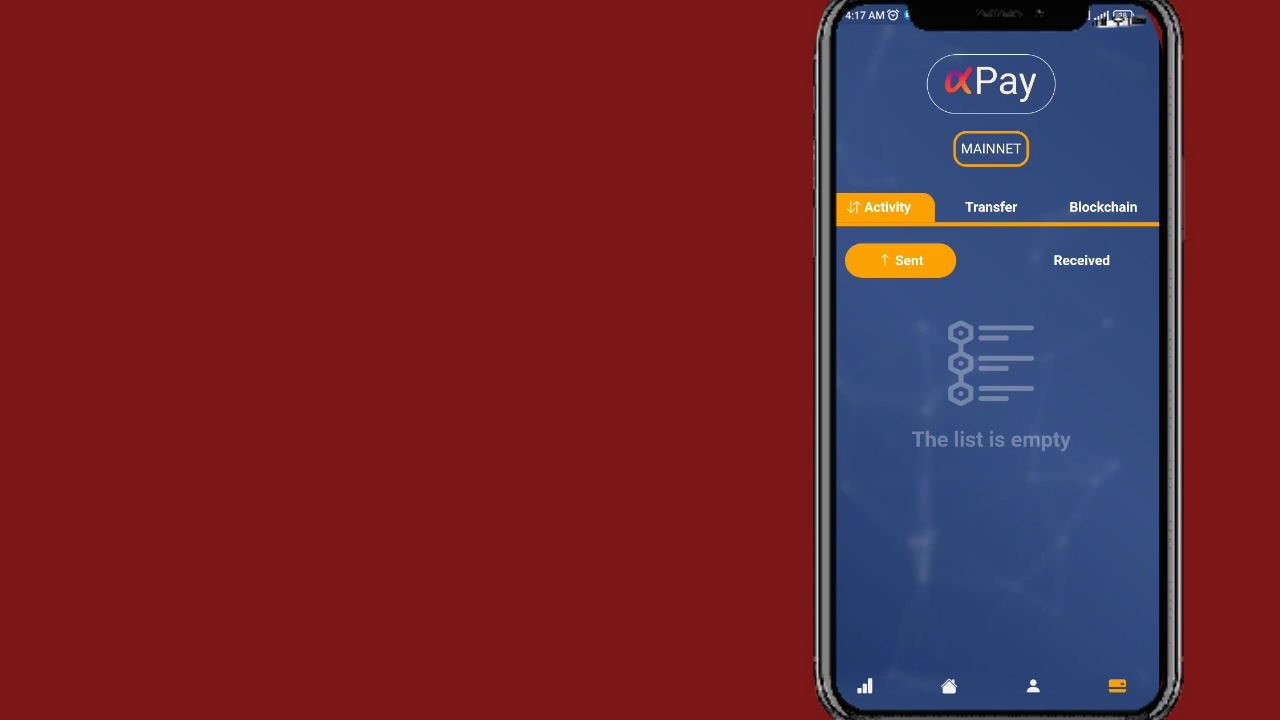 4:17 AM
αPay
MAINNET
Activity
Transfer
Blockchain
Sent
Received
The list is empty